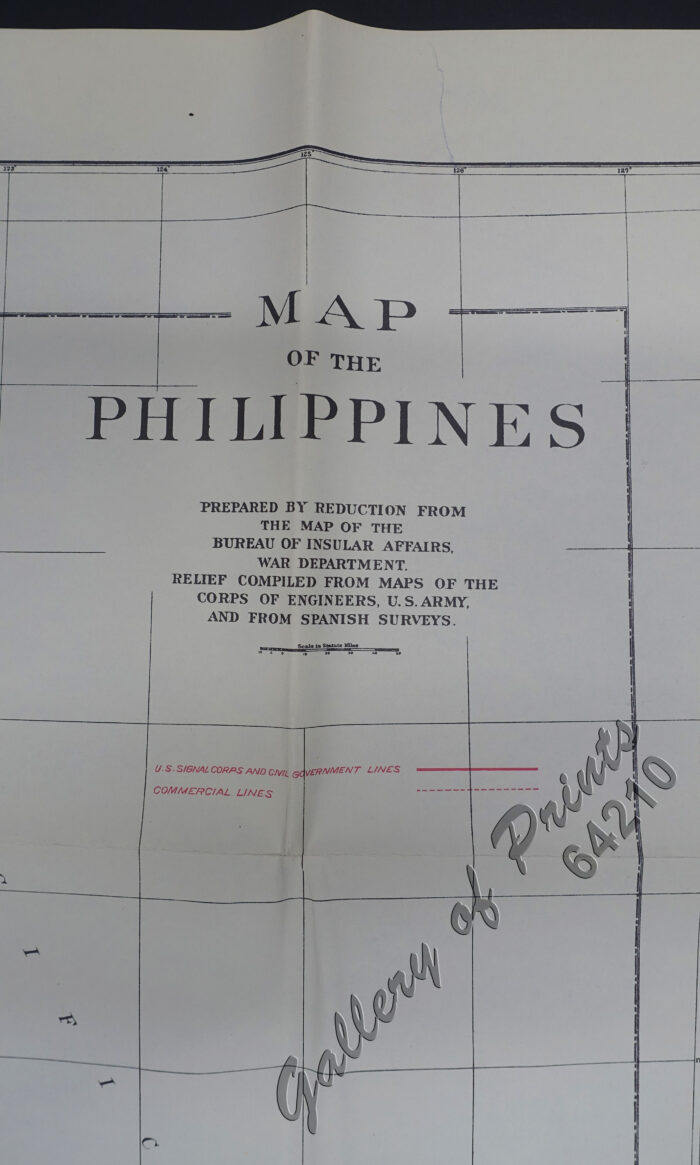 123°
124°
125°
126°
127°
MAP
OF THE
PHILIPPINES
PREPARED BY REDUCTION FROM
THE MAP OF THE
BUREAU OF INSULAR AFFAIRS,
WAR DEPARTMENT.
RELIEF COMPILED FROM MAPS OF THE
CORPS OF ENGINEERS, U.S. ARMY,
AND FROM SPANISH SURVEYS.
Scale in Statute Miles
U.S. SIGNAL CORPS AND CIVIL GOVERNMENT LINES
COMMERCIAL LINES
C I F I C
Gallery of Prints
64210